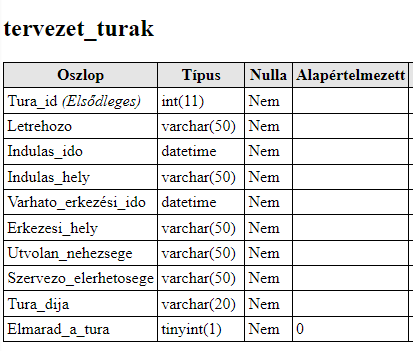 tervezet_turak
Oszlop Típus Nulla Alapértelmezett
Tura_id (Elsődleges) int(11) Nem
Letrehozo varchar(50) Nem
Indulas_ido datetime Nem
Indulas_hely varchar(50) Nem
Varhato_erkezési_ido datetime Nem
Erkezesi_hely varchar(50) Nem
Utvolan_nehezsege varchar(50) Nem
Szervezo_elerhetosege varchar(50) Nem
Tura_dija varchar(20) Nem
Elmarad_a_tura tinyint(1) Nem 0